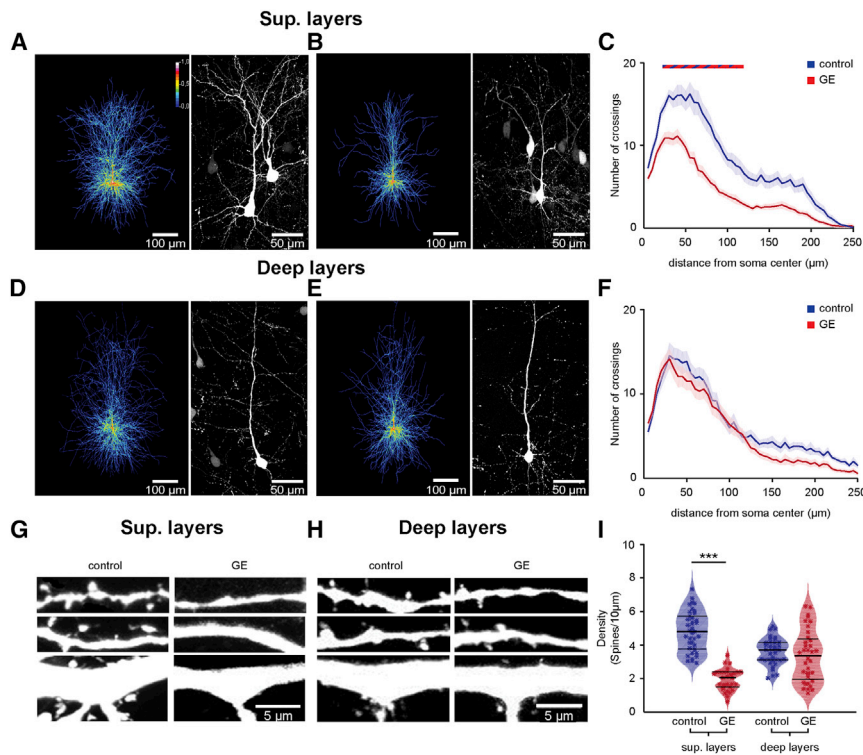 Sup. layers
A
B
C
1,0
0,0
100 µm
50 µm
100 µm
50 µm
control
GE
20
10
0
Number of crossings
0 50 100 150 200 250
distance from soma center (µm)
Deep layers
D
E
F
100 µm
50 µm
100 µm
50 µm
control
GE
20
10
0
Number of crossings
0 50 100 150 200 250
distance from soma center (µm)
G
Sup. layers
H
Deep layers
I
control GE
control GE
5 µm
5 µm
***
10
8
6
4
2
0
Density
(Spines/10µm)
control GE control GE
sup. layers deep layers